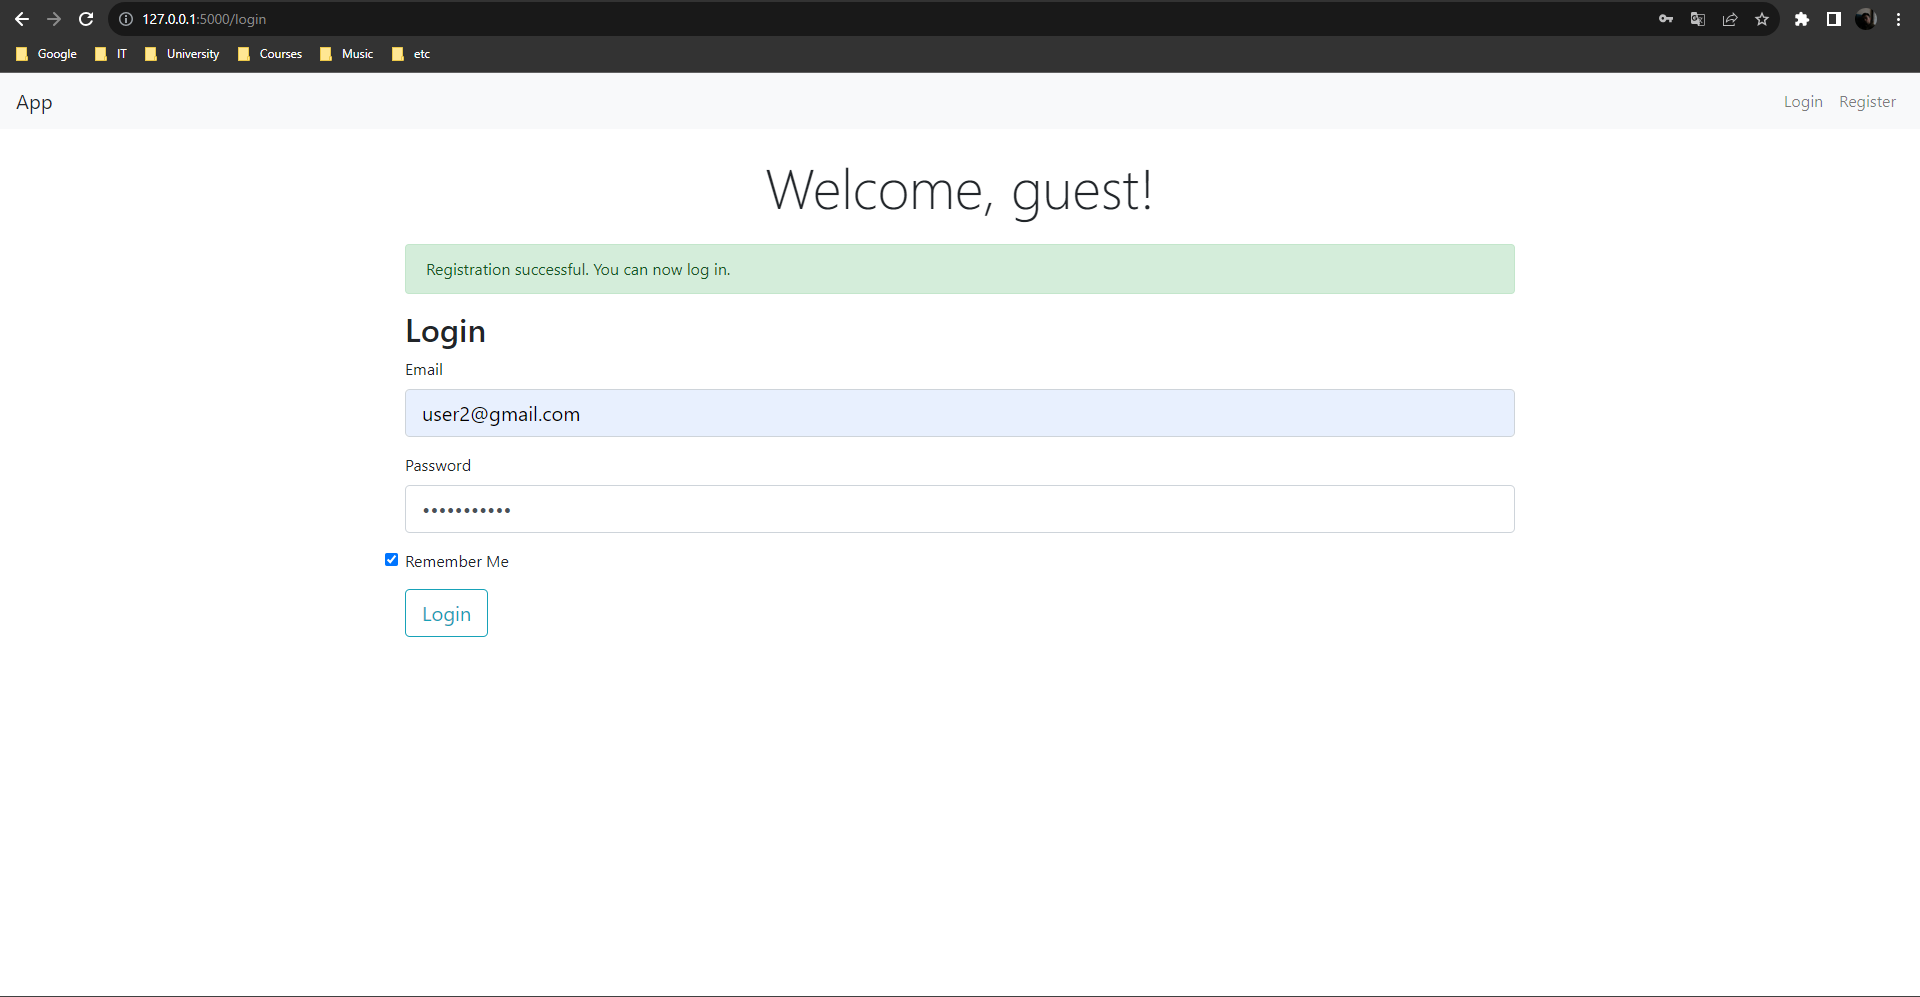 127.0.0.1:5000/login
Google IT University Courses Music etc
App Login Register
Welcome, guest!
Registration successful. You can now log in.
Login
Email
user2@gmail.com
Password
•••••••••••
Remember Me
Login